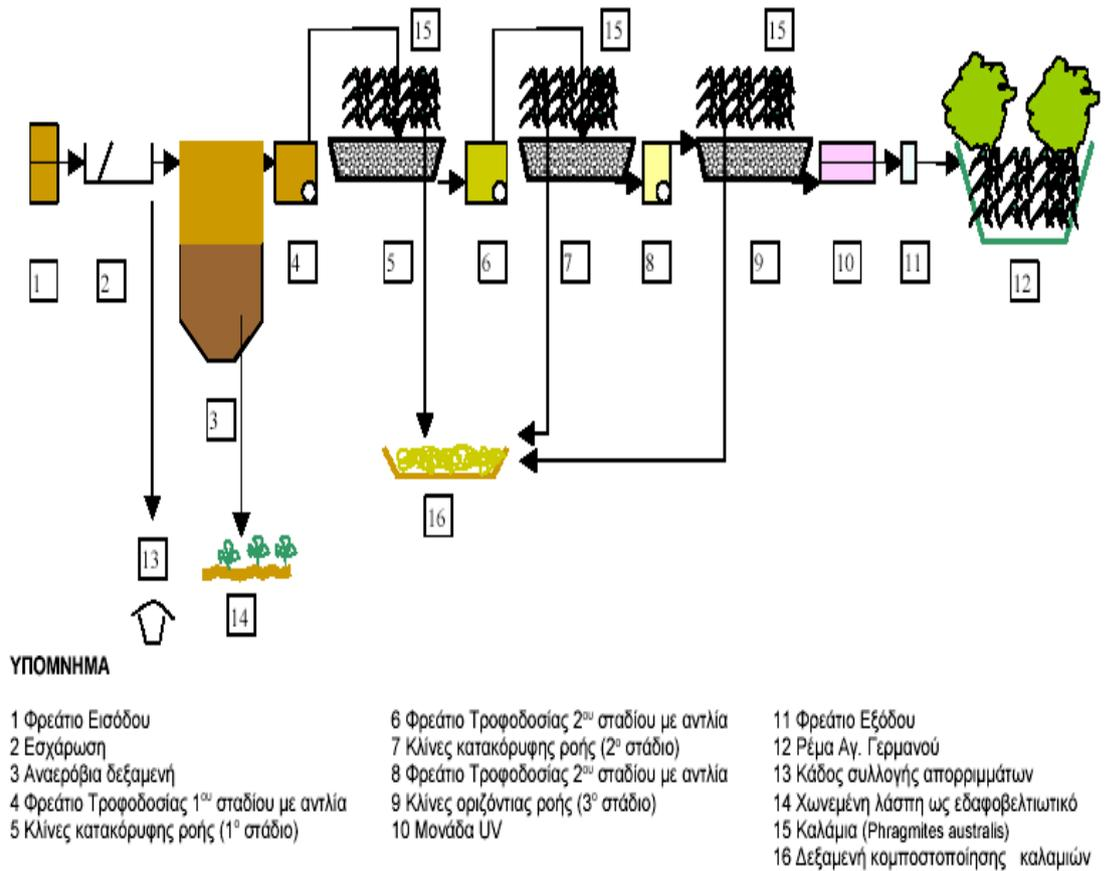 15 15 15
1 2 4 5 6 7 8 9 10 11 12
3
16
13
14
ΥΠΟΜΝΗΜΑ
1 Φρεάτιο Εισόδου
2 Εσχάρωση
3 Αναερόβια δεξαμενή
4 Φρεάτιο Τροφοδοσίας 1ου σταδίου με αντλία
5 Κλίνες κατακόρυφης ροής (1ο στάδιο)
6 Φρεάτιο Τροφοδοσίας 2ου σταδίου με αντλία
7 Κλίνες κατακόρυφης ροής (2ο στάδιο)
8 Φρεάτιο Τροφοδοσίας 2ου σταδίου με αντλία
9 Κλίνες οριζόντιας ροής (3ο στάδιο)
10 Μονάδα UV
11 Φρεάτιο Εξόδου
12 Ρέμα Αγ. Γερμανού
13 Κάδος συλλογής απορριμμάτων
14 Χωνεμένη λάσπη ως εδαφοβελτιωτικό
15 Καλάμια (Phragmites australis)
16 Δεξαμενή κομποστοποίησης καλαμιών